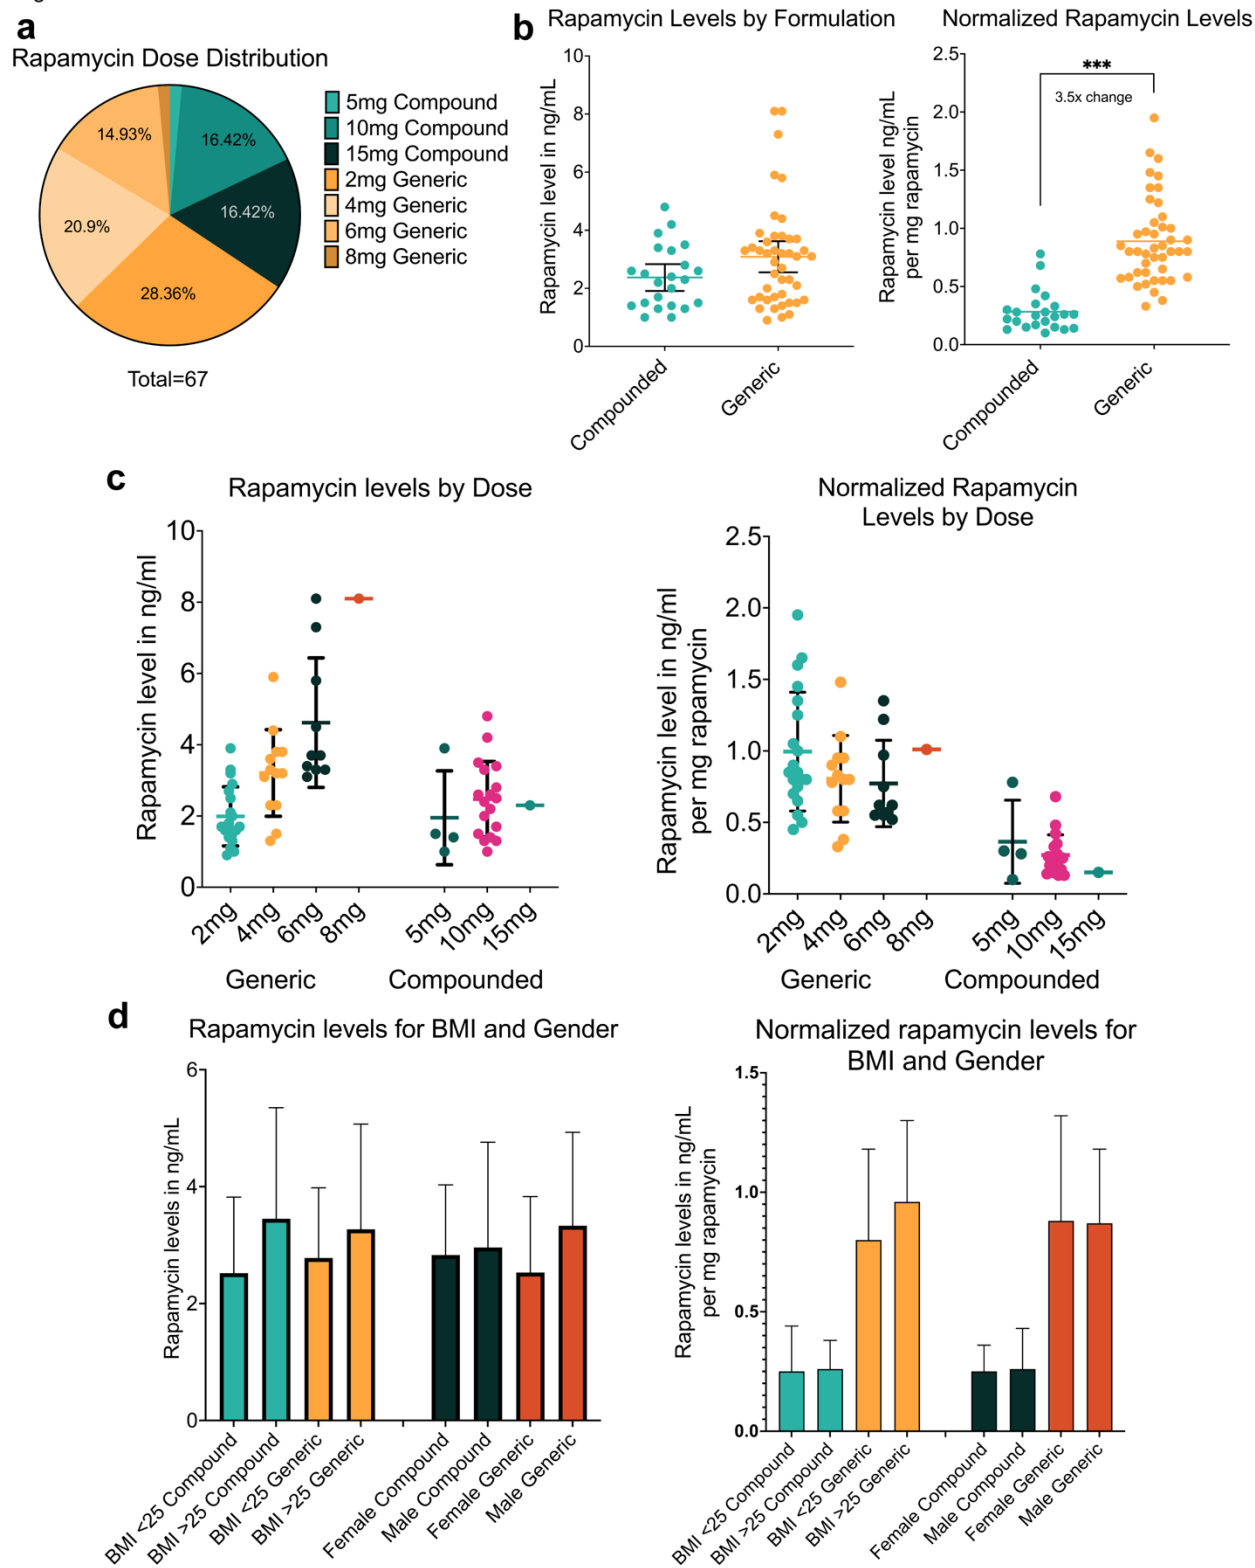 a
Rapamycin Dose Distribution
14.93%
16.42%
16.42%
20.9%
28.36%
Total=67
5mg Compound
10mg Compound
15mg Compound
2mg Generic
4mg Generic
6mg Generic
8mg Generic
b
Rapamycin Levels by Formulation
Rapamycin level in ng/mL
10
8
6
4
2
0
Compounded
Generic
Normalized Rapamycin Levels
Rapamycin level ng/mL
per mg rapamycin
2.5
2.0
1.5
1.0
0.5
0.0
***
3.5x change
Compounded
Generic
c
Rapamycin levels by Dose
Rapamycin level in ng/ml
10
8
6
4
2
0
2mg
4mg
6mg
8mg
5mg
10mg
15mg
Generic
Compounded
Normalized Rapamycin
Levels by Dose
Rapamycin level in ng/ml
per mg rapamycin
2.5
2.0
1.5
1.0
0.5
0.0
2mg
4mg
6mg
8mg
5mg
10mg
15mg
Generic
Compounded
d
Rapamycin levels for BMI and Gender
Rapamycin levels in ng/mL
6
4
2
0
BMI <25 Compound
BMI >25 Compound
BMI <25 Generic
BMI >25 Generic
Female Compound
Male Compound
Female Generic
Male Generic
Normalized rapamycin levels for
BMI and Gender
Rapamycin levels in ng/mL
per mg rapamycin
1.5
1.0
0.5
0.0
BMI <25 Compound
BMI >25 Compound
BMI <25 Generic
BMI >25 Generic
Female Compound
Male Compound
Female Generic
Male Generic